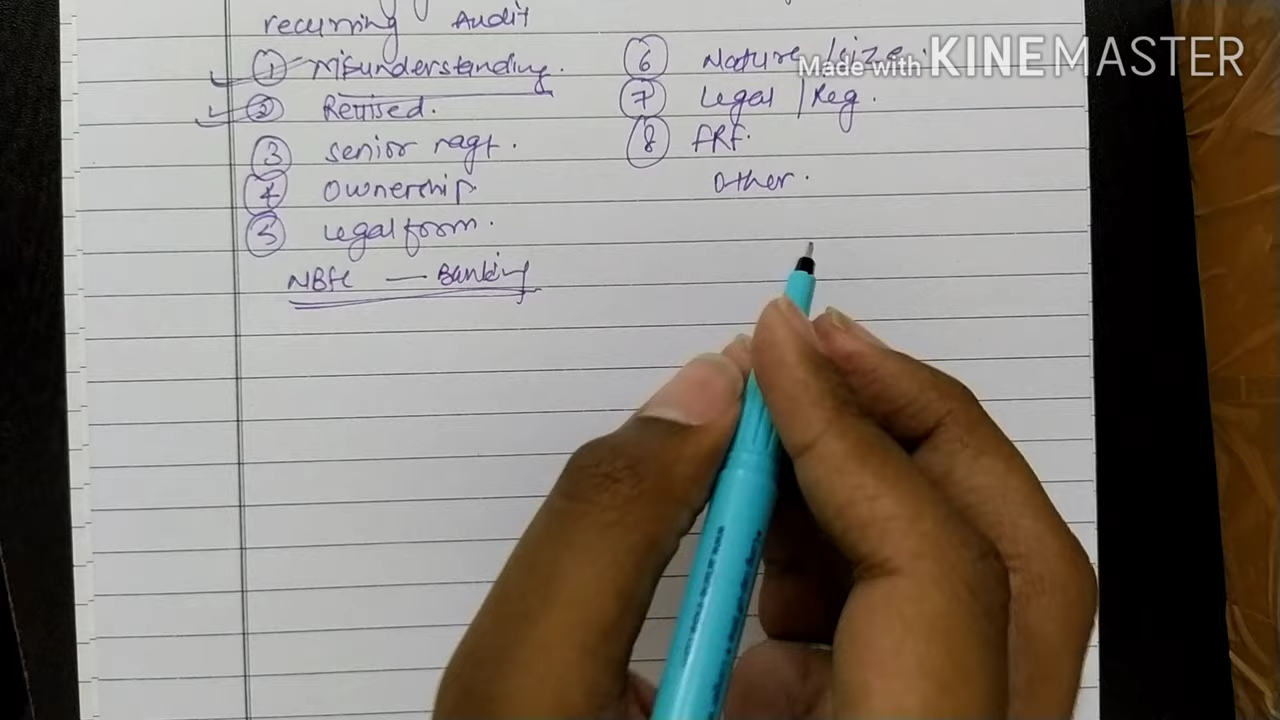 recurring Audit
① Misunderstanding.
② Revised.
③ senior magt.
④ ownership.
⑤ Legal form.
NBFC — Banking
⑥ Nature/size.
⑦ Legal / Reg.
⑧ FRF.
Other.
Made with KINEMASTER